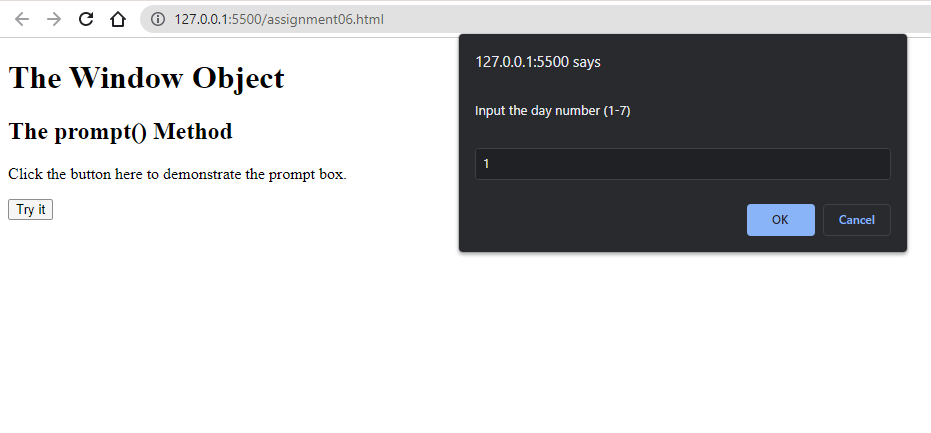 127.0.0.1:5500/assignment06.html
The Window Object
The prompt() Method
Click the button here to demonstrate the prompt box.
Try it
127.0.0.1:5500 says
Input the day number (1-7)
1
OK Cancel